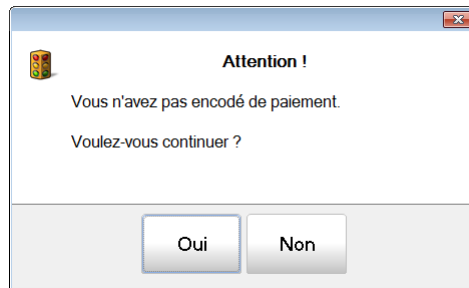 Attention !
Vous n'avez pas encodé de paiement.
Voulez-vous continuer ?
Oui
Non